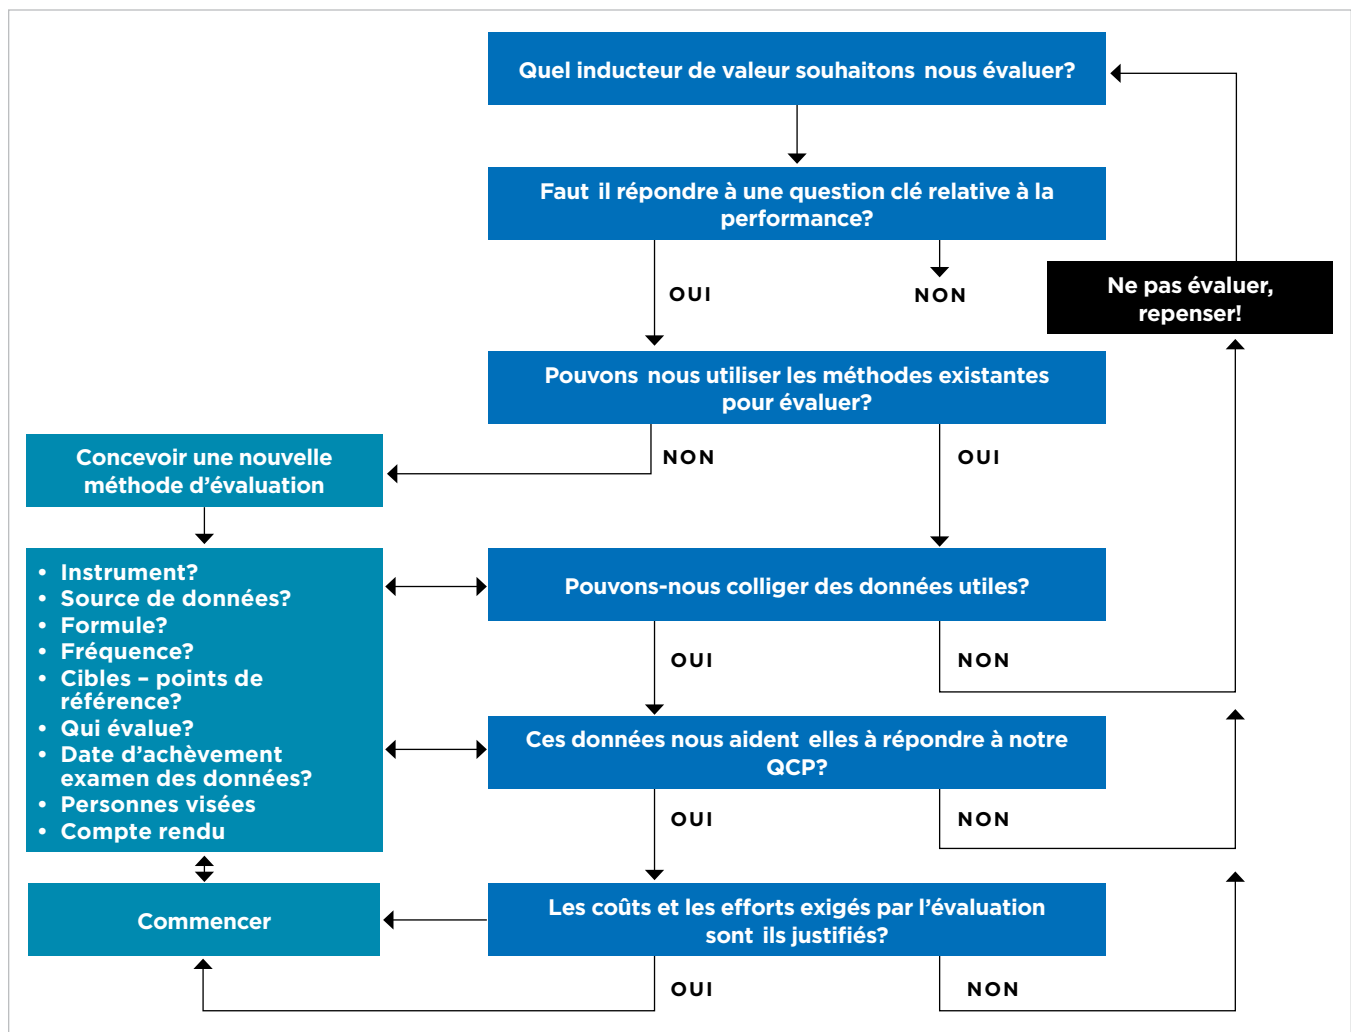 Quel inducteur de valeur souhaitons nous évaluer?
Faut il répondre à une question clé relative à la
performance?
OUI
NON
Ne pas évaluer,
repenser!
Pouvons nous utiliser les méthodes existantes
pour évaluer?
NON
OUI
Concevoir une nouvelle
méthode d'évaluation
• Instrument?
• Source de données?
• Formule?
• Fréquence?
• Cibles – points de
référence?
• Qui évalue?
• Date d'achèvement
examen des données?
• Personnes visées
• Compte rendu
Pouvons-nous colliger des données utiles?
OUI
NON
Ces données nous aident elles à répondre à notre
QCP?
OUI
NON
Commencer
Les coûts et les efforts exigés par l'évaluation
sont ils justifiés?
OUI
NON